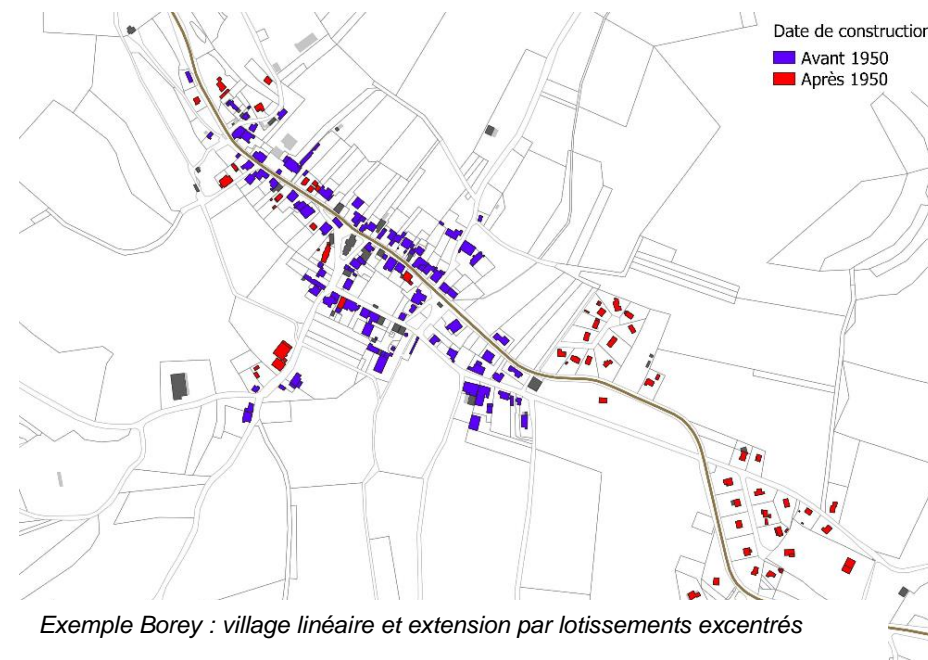 Date de construction
Avant 1950
Après 1950
Exemple Borey : village linéaire et extension par lotissements excentrés